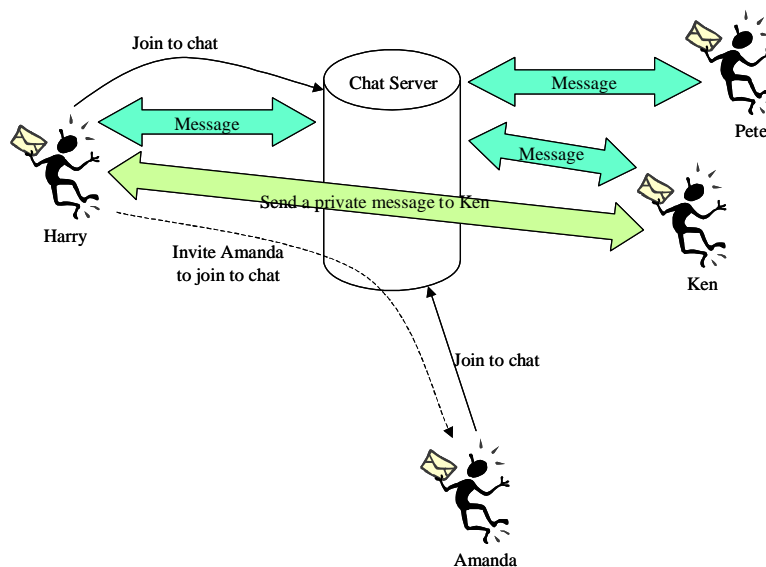 Join to chat
Chat Server
Message
Message
Pete
Message
Send a private message to Ken
Harry
Invite Amanda
to join to chat
Ken
Join to chat
Amanda